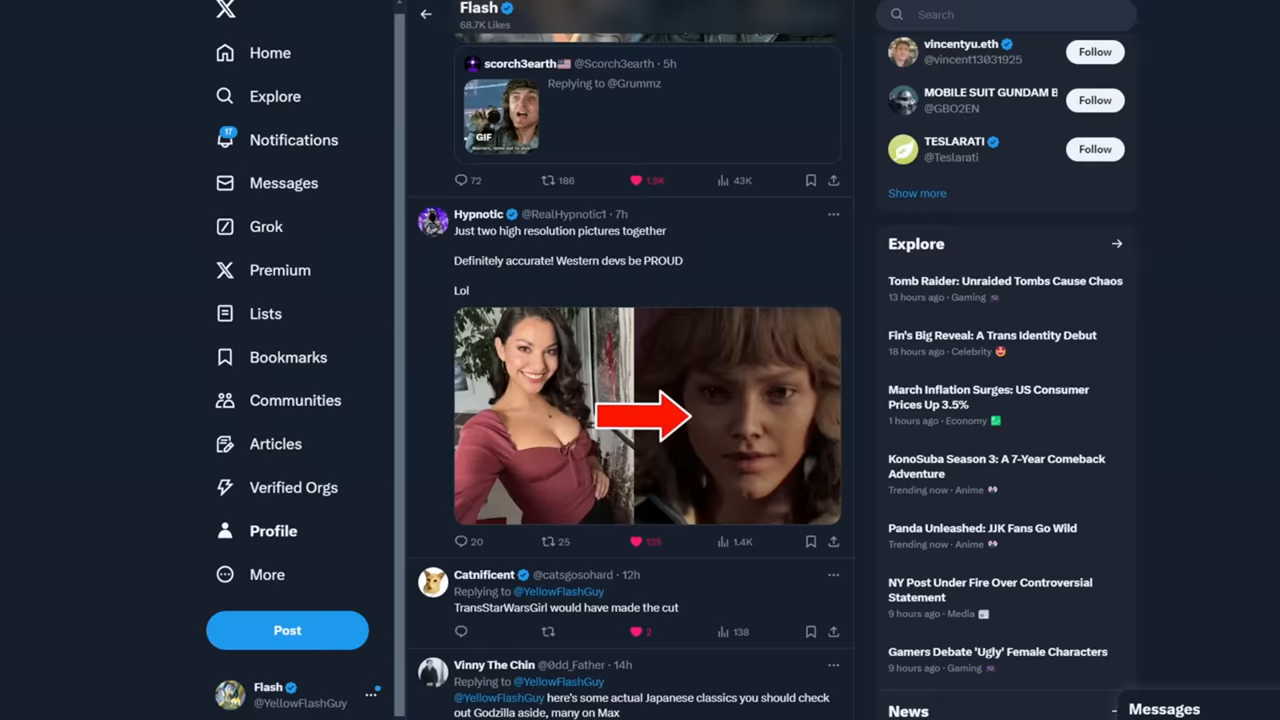 Home
Explore
17
Notifications
Messages
Grok
Premium
Lists
Bookmarks
Communities
Articles
Verified Orgs
Profile
More
Post
Flash
@YellowFlashGuy
Flash
68.7K Likes
scorch3earth @Scorch3earth · 5h
Replying to @Grummz
GIF
72 186 1.9K 43K
Hypnotic @RealHypnotic1 · 7h
Just two high resolution pictures together
Definitely accurate! Western devs be PROUD
Lol
20 25 135 1.4K
Catnificent @catsgosohard · 12h
Replying to @YellowFlashGuy
TransStarWarsGirl would have made the cut
2 138
Vinny The Chin @0dd_Father · 14h
Replying to @YellowFlashGuy
@YellowFlashGuy here's some actual Japanese classics you should check
out Godzilla aside, many on Max
Search
vincentyu.eth
@vincent13031925
Follow
MOBILE SUIT GUNDAM B
@GBO2EN
Follow
TESLARATI
@Teslarati
Follow
Show more
Explore
Tomb Raider: Unraided Tombs Cause Chaos
13 hours ago · Gaming
Fin's Big Reveal: A Trans Identity Debut
18 hours ago · Celebrity
March Inflation Surges: US Consumer
Prices Up 3.5%
1 hours ago · Economy
KonoSuba Season 3: A 7-Year Comeback
Adventure
Trending now · Anime
Panda Unleashed: JJK Fans Go Wild
Trending now · Anime
NY Post Under Fire Over Controversial
Statement
9 hours ago · Media
Gamers Debate 'Ugly' Female Characters
9 hours ago · Gaming
News
Messages